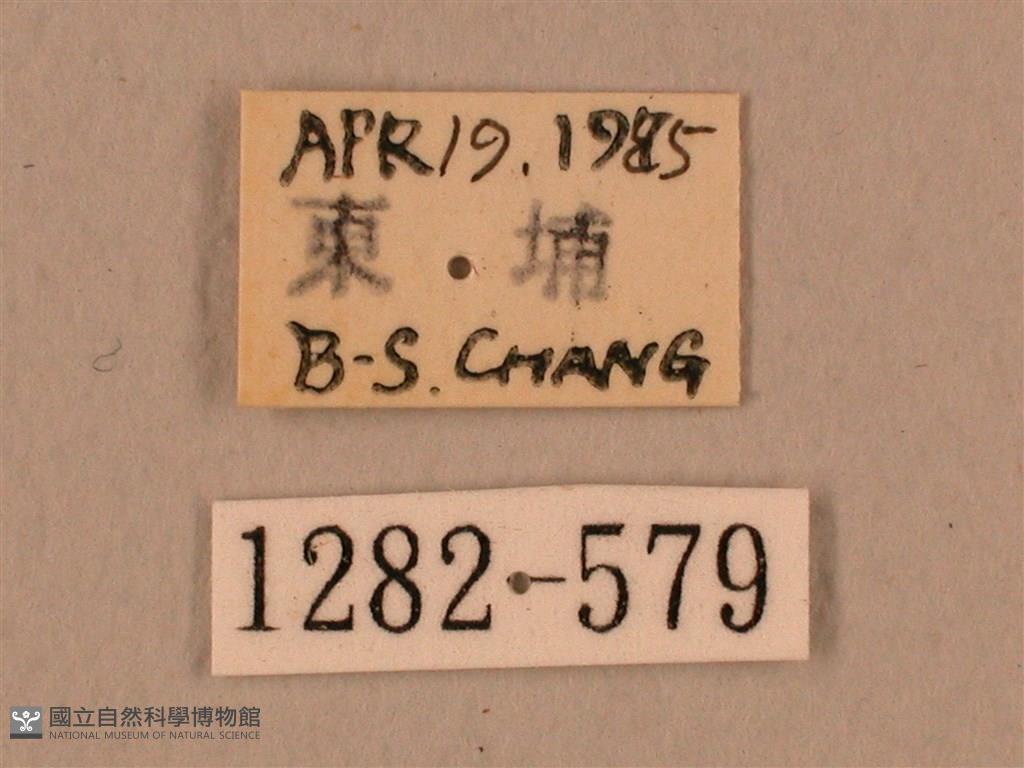 APR 19. 1985
東埔
B-S. CHANG
1282-579
國立自然科學博物館
NATIONAL MUSEUM OF NATURAL SCIENCE